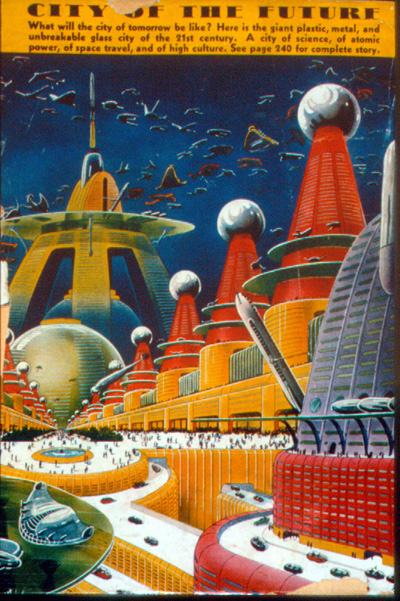 CITY OF THE FUTURE
What will the city of tomorrow be like? Here is the giant plastic, metal, and
unbreakable glass city of the 21st century. A city of science, of atomic
power, of space travel, and of high culture. See page 240 for complete story.